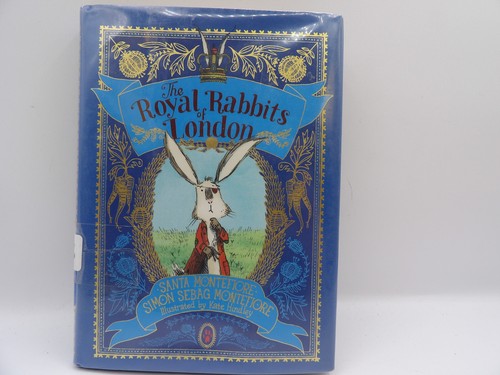 The
Royal Rabbits
of
London
SANTA MONTEFIORE
SIMON SEBAG MONTEFIORE
Illustrated by Kate Hindley